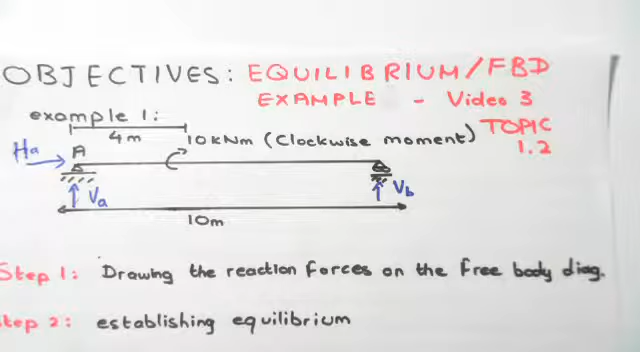 OBJECTIVES: EQUILIBRIUM/FBD
EXAMPLE - Video 3
TOPIC
1.2
example 1:
4m
10kNm (Clockwise moment)
Ha
A
Va
Vb
10m
Step 1: Drawing the reaction forces on the free body diag.
Step 2: establishing equilibrium